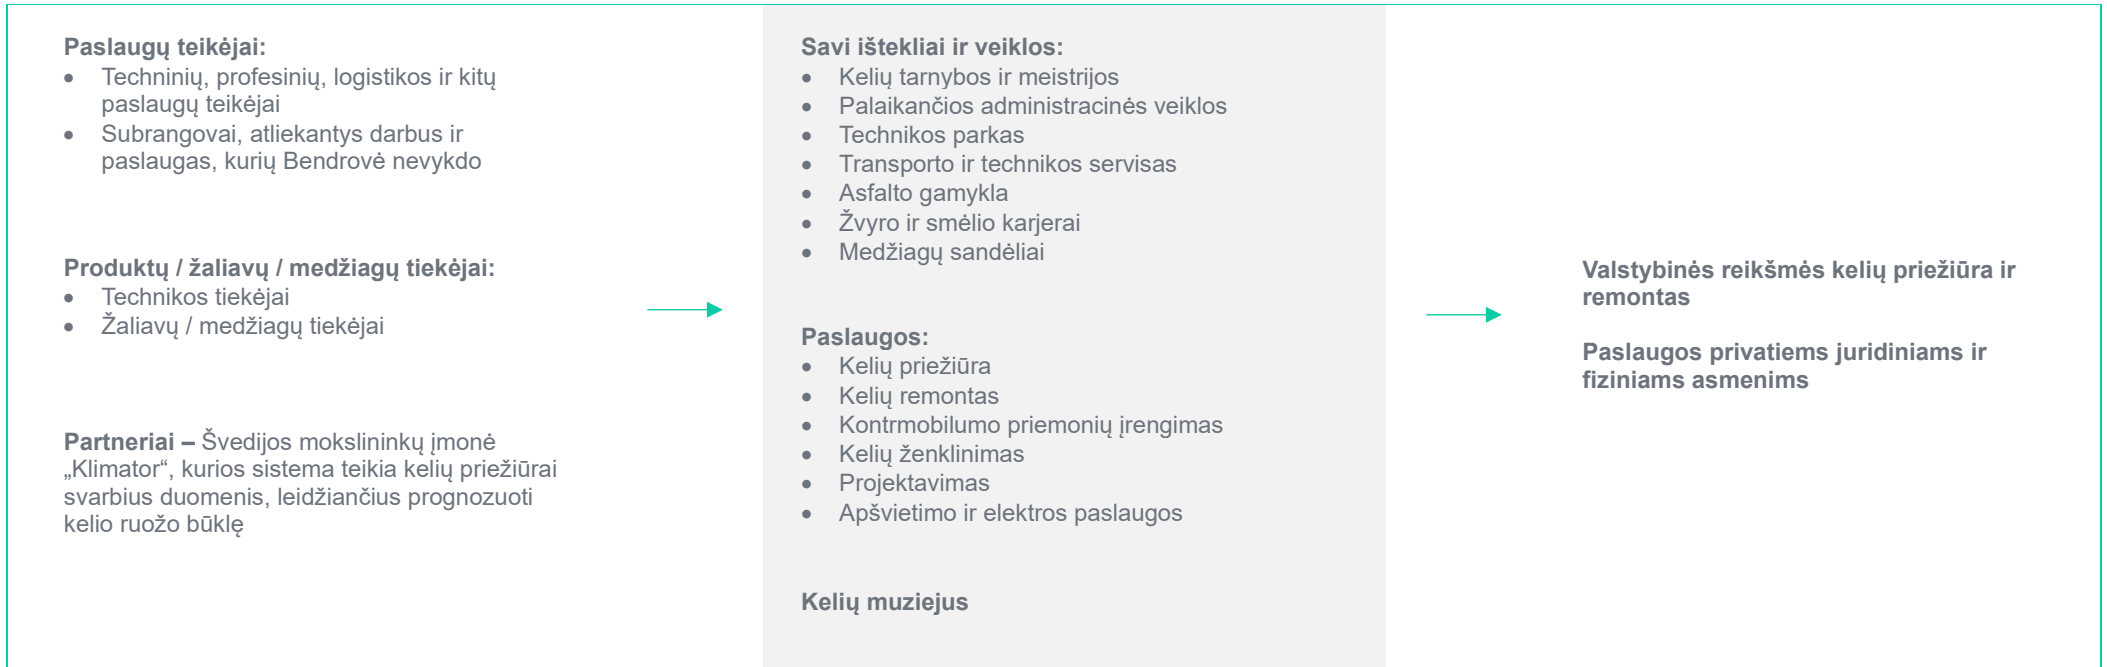 Paslaugų teikėjai:
• Techninių, profesinių, logistikos ir kitų
paslaugų teikėjai
• Subrangovai, atliekantys darbus ir
paslaugas, kurių Bendrovė nevykdo
Produktų / žaliavų / medžiagų tiekėjai:
• Technikos tiekėjai
• Žaliavų / medžiagų tiekėjai
Partneriai – Švedijos mokslininkų įmonė
„Klimator“, kurios sistema teikia kelių priežiūrai
svarbius duomenis, leidžiančius prognozuoti
kelio ruožo būklę
Savi ištekliai ir veiklos:
• Kelių tarnybos ir meistrijos
• Palaikančios administracinės veiklos
• Technikos parkas
• Transporto ir technikos servisas
• Asfalto gamykla
• Žvyro ir smėlio karjerai
• Medžiagų sandėliai
Paslaugos:
• Kelių priežiūra
• Kelių remontas
• Kontrmobilumo priemonių įrengimas
• Kelių ženklinimas
• Projektavimas
• Apšvietimo ir elektros paslaugos
Kelių muziejus
Valstybinės reikšmės kelių priežiūra ir
remontas
Paslaugos privatiems juridiniams ir
fiziniams asmenims